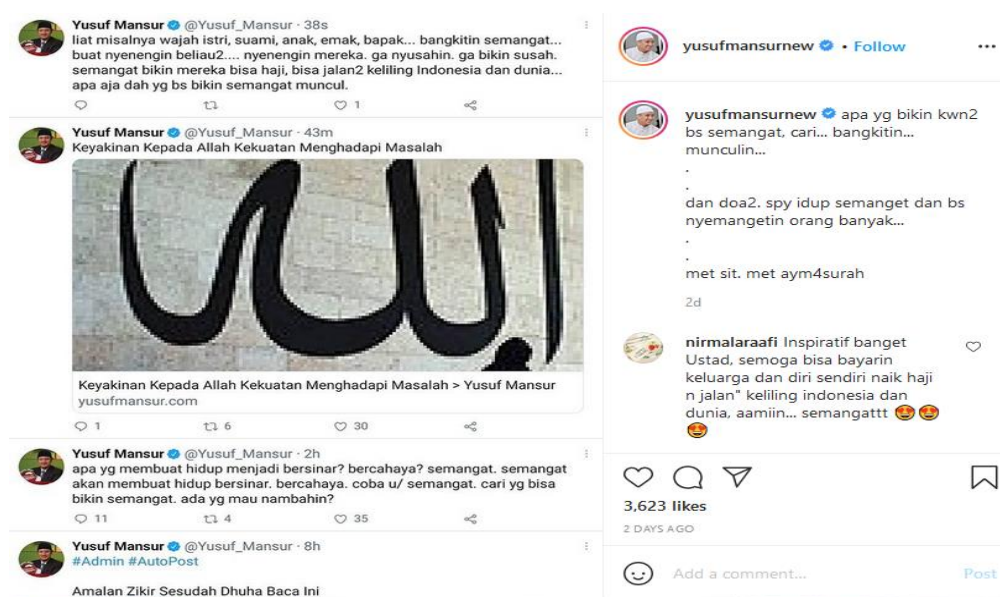 Yusuf Mansur @Yusuf_Mansur · 38s
liat misalnya wajah istri, suami, anak, emak, bapak... bangkitin semangat...
buat nyenengin beliau2.... nyenengin mereka. ga nyusahin. ga bikin susah.
semangat bikin mereka bisa haji, bisa jalan2 keliling Indonesia dan dunia...
apa aja dah yg bs bikin semangat muncul.
1
Yusuf Mansur @Yusuf_Mansur · 43m
Keyakinan Kepada Allah Kekuatan Menghadapi Masalah
الله
Keyakinan Kepada Allah Kekuatan Menghadapi Masalah > Yusuf Mansur
yusufmansur.com
1 6 30
Yusuf Mansur @Yusuf_Mansur · 2h
apa yg membuat hidup menjadi bersinar? bercahaya? semangat. semangat
akan membuat hidup bersinar. bercahaya. coba u/ semangat. cari yg bisa
bikin semangat. ada yg mau nambahin?
11 4 35
Yusuf Mansur @Yusuf_Mansur · 8h
#Admin #AutoPost
Amalan Zikir Sesudah Dhuha Baca Ini
yusufmansurnew • Follow
yusufmansurnew apa yg bikin kwn2
bs semangat, cari... bangkitin...
munculin...
.
.
dan doa2. spy idup semanget dan bs
nyemangetin orang banyak...
.
.
met sit. met aym4surah
2d
nirmalaraafi Inspiratif banget
Ustad, semoga bisa bayarin
keluarga dan diri sendiri naik haji
n jalan" keliling indonesia dan
dunia, aamiin... semangattt 😍😍
😍
3,623 likes
2 DAYS AGO
Add a comment...
Post